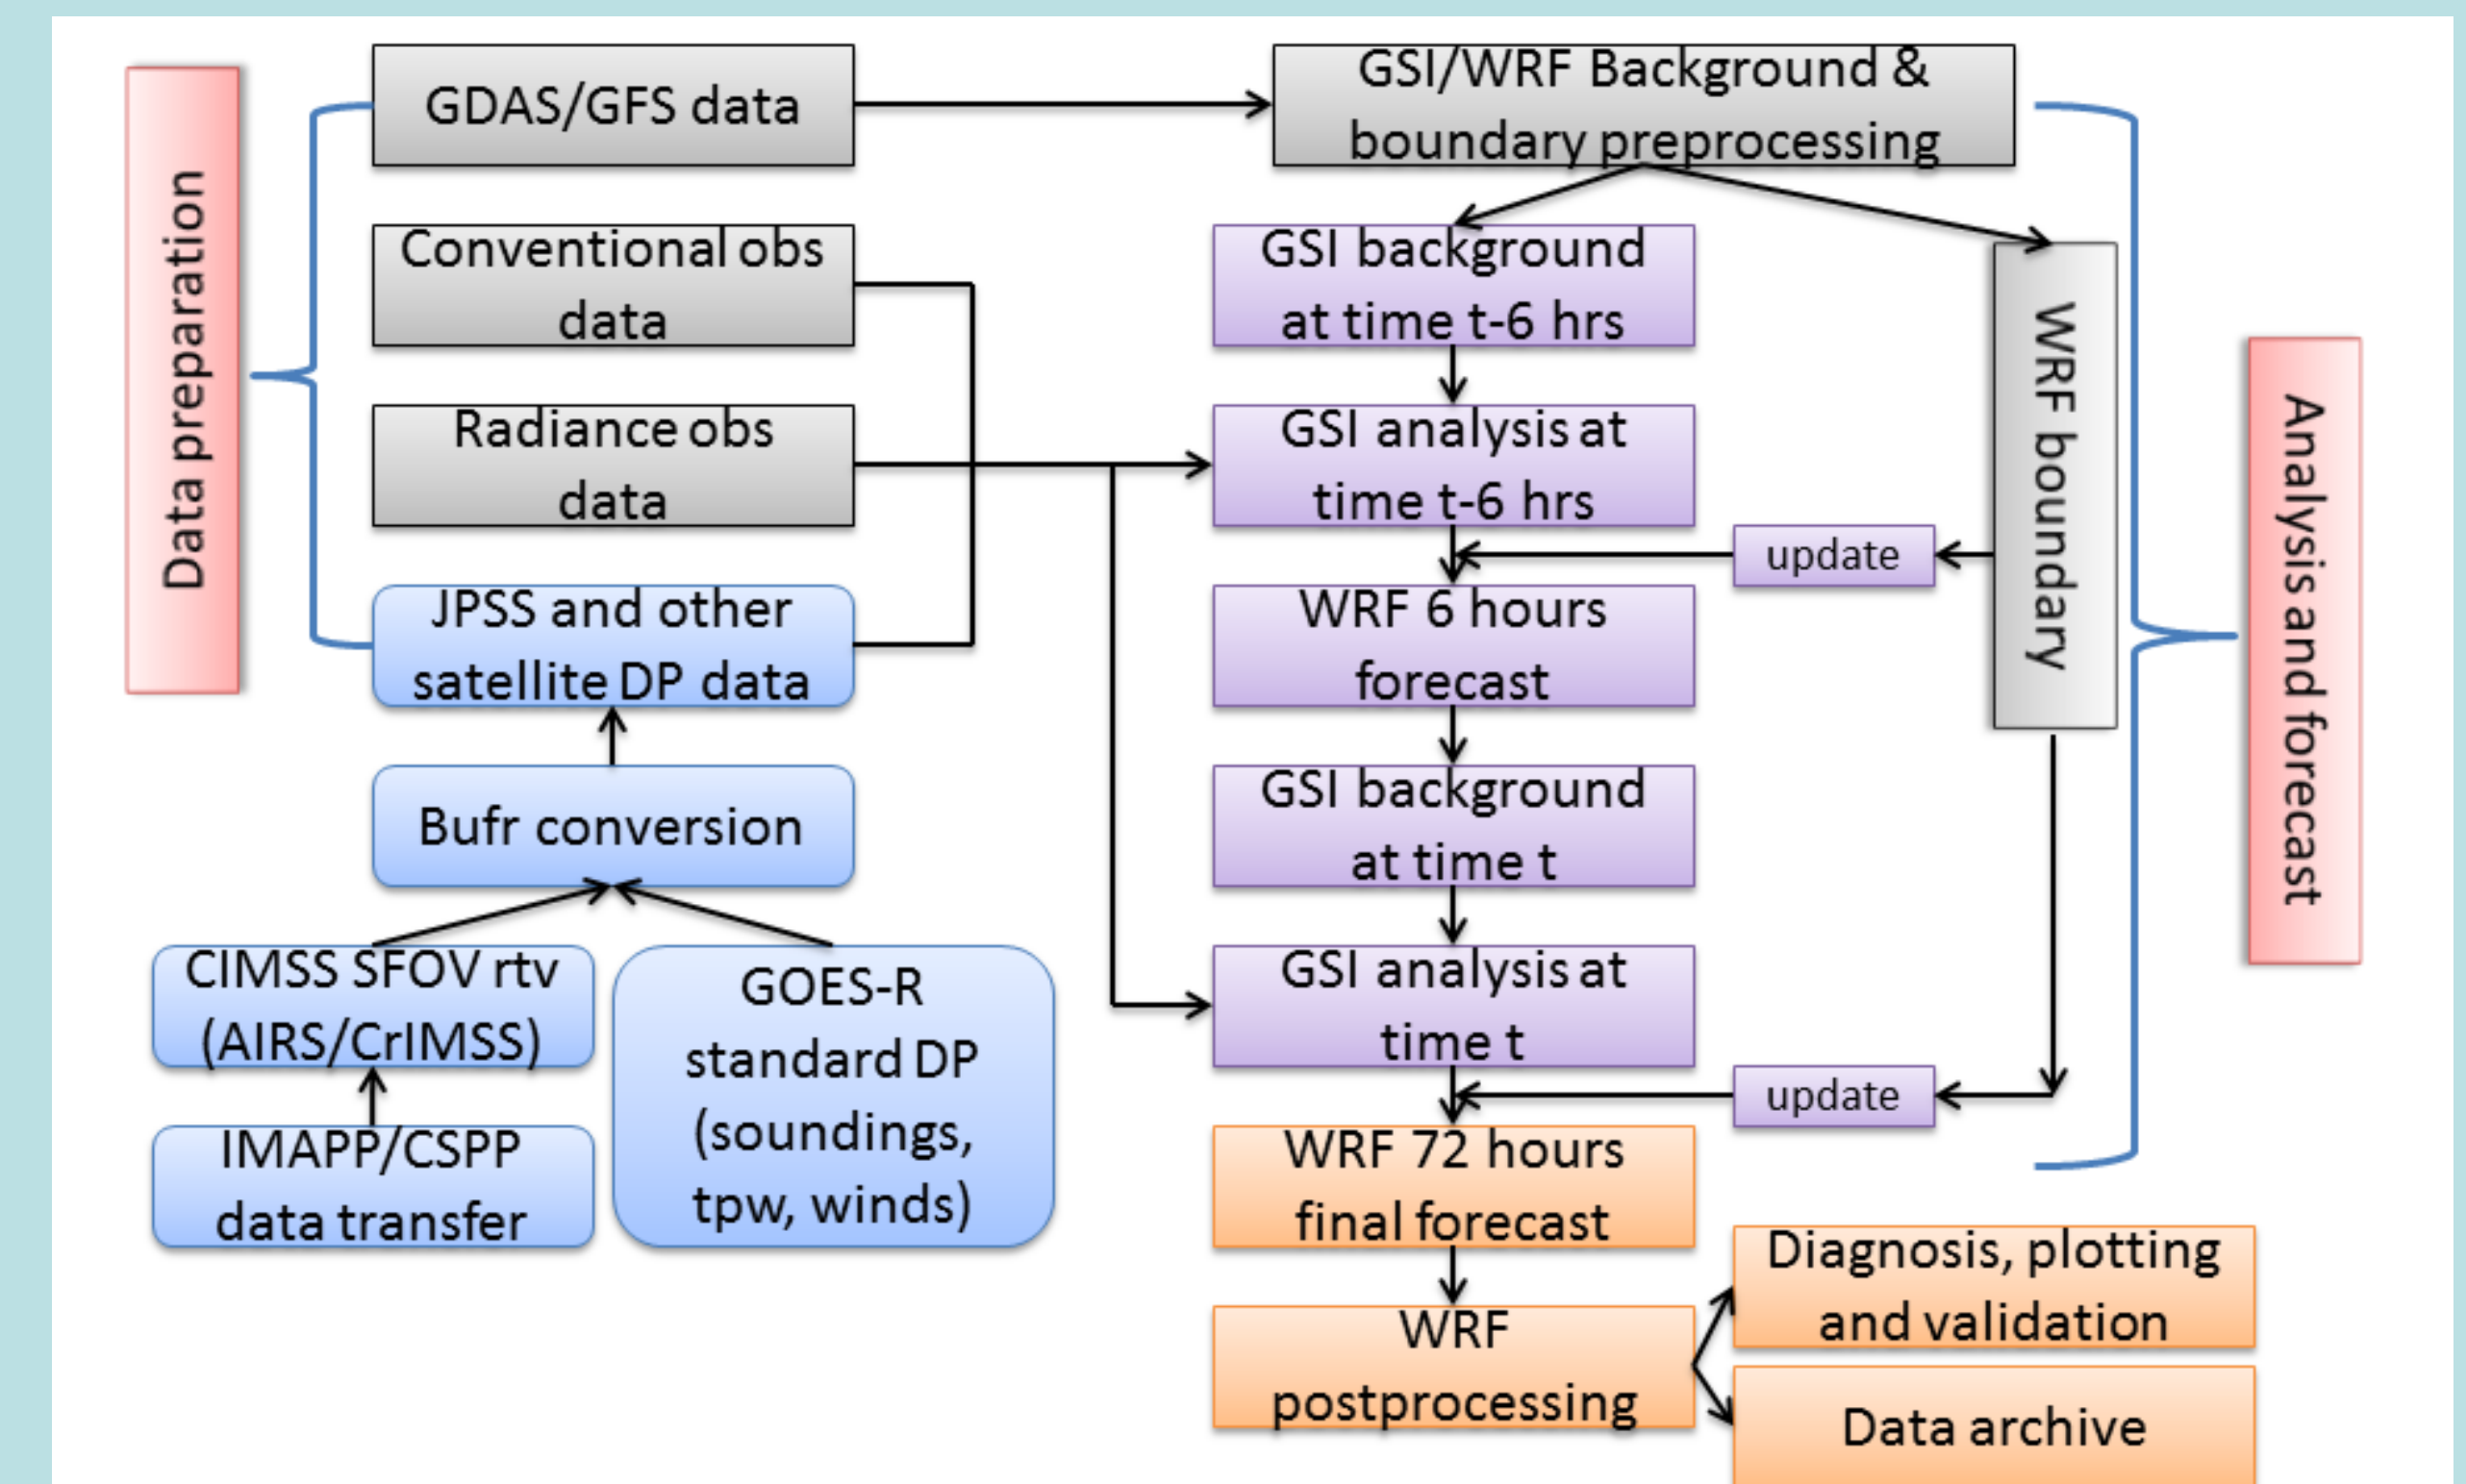 Data preparation
GDAS/GFS data
Conventional obs
data
Radiance obs
data
JPSS and other
satellite DP data
Bufr conversion
CIMSS SFOV rtv
(AIRS/CrIMSS)
IMAPP/CSPP
data transfer
GOES-R
standard DP
(soundings,
tpw, winds)
GSI/WRF Background &
boundary preprocessing
GSI background
at time t-6 hrs
GSI analysis at
time t-6 hrs
update
WRF 6 hours
forecast
GSI background
at time t
GSI analysis at
time t
update
WRF 72 hours
final forecast
WRF
postprocessing
Diagnosis, plotting
and validation
Data archive
WRF boundary
Analysis and forecast